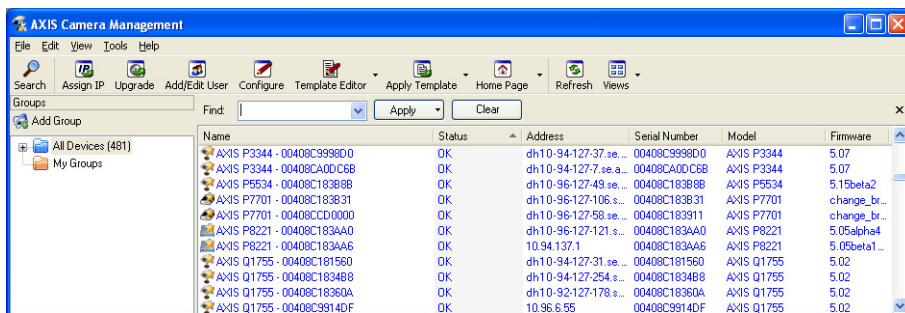 AXIS Camera Management
File Edit View Tools Help
Search Assign IP Upgrade Add/Edit User Configure Template Editor Apply Template Home Page Refresh Views
Groups
Find: Apply Clear
Add Group
All Devices (481)
My Groups
Name Status Address Serial Number Model Firmware
AXIS P3344 - 00408C9998D0 OK dh10-94-127-37.se.... 00408C9998D0 AXIS P3344 5.07
AXIS P3344 - 00408CA0DC6B OK dh10-94-127-7.se.a... 00408CA0DC6B AXIS P3344 5.07
AXIS P5534 - 00408C183B8B OK dh10-96-127-49.se.... 00408C183B8B AXIS P5534 5.15beta2
AXIS P7701 - 00408C183B31 OK dh10-96-127-106.s... 00408C183B31 AXIS P7701 change_br...
AXIS P7701 - 00408CCD0000 OK dh10-96-127-58.se.... 00408C183911 AXIS P7701 change_br...
AXIS P8221 - 00408C183AA0 OK dh10-96-127-121.s... 00408C183AA0 AXIS P8221 5.05alpha4
AXIS P8221 - 00408C183AA6 OK 10.94.137.1 00408C183AA6 AXIS P8221 5.05beta1...
AXIS Q1755 - 00408C181560 OK dh10-94-127-31.se.... 00408C181560 AXIS Q1755 5.02
AXIS Q1755 - 00408C1834B8 OK dh10-94-127-254.s... 00408C1834B8 AXIS Q1755 5.02
AXIS Q1755 - 00408C18360A OK dh10-92-127-178.s... 00408C18360A AXIS Q1755 5.02
AXIS Q1755 - 00408C9914DF OK 10.96.6.55 00408C9914DF AXIS Q1755 5.02